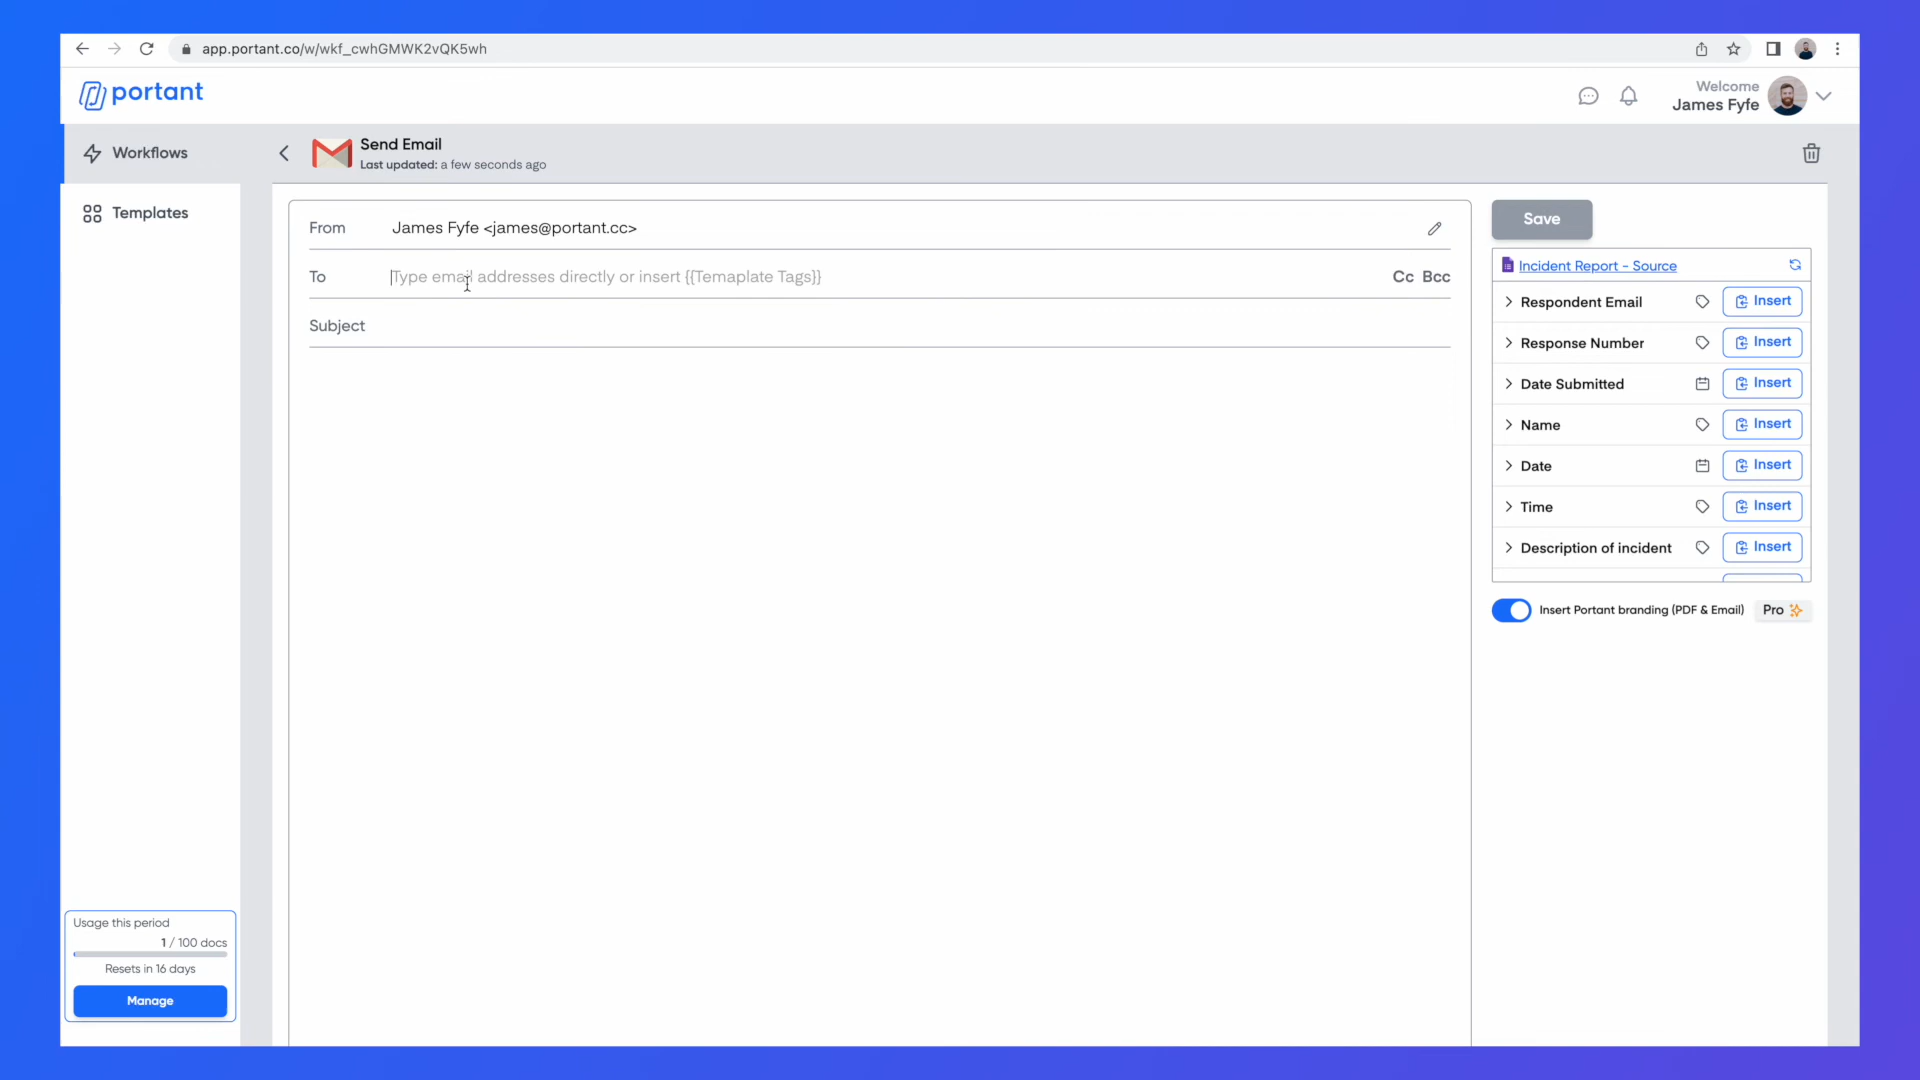 app.portant.co/w/wkf_cwhGMWK2vQK5wh
portant
Welcome
James Fyfe
Workflows
Templates
Send Email
Last updated: a few seconds ago
From James Fyfe <james@portant.cc>
To Type email addresses directly or insert {{Temaplate Tags}} Cc Bcc
Subject
Save
Incident Report - Source
Respondent Email Insert
Response Number Insert
Date Submitted Insert
Name Insert
Date Insert
Time Insert
Description of incident Insert
Insert Portant branding (PDF & Email) Pro
Usage this period
1 / 100 docs
Resets in 16 days
Manage